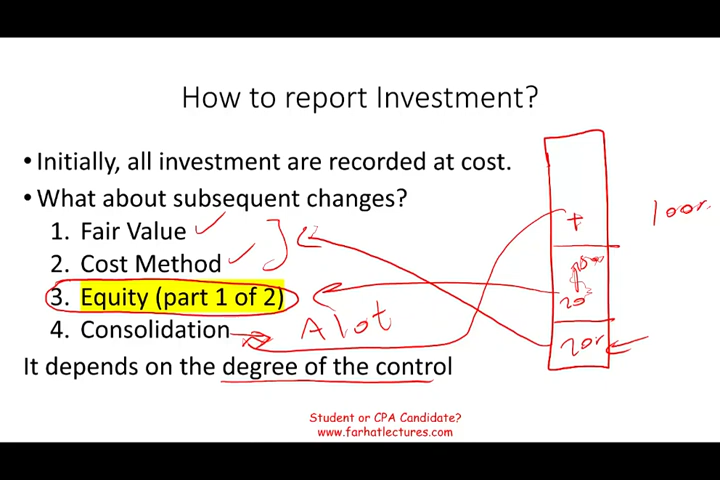 How to report Investment?
• Initially, all investment are recorded at cost.
• What about subsequent changes?
1. Fair Value
2. Cost Method
3. Equity (part 1 of 2)
4. Consolidation
A lot
It depends on the degree of the control
+
20
20%
100%
Student or CPA Candidate?
www.farhatlectures.com